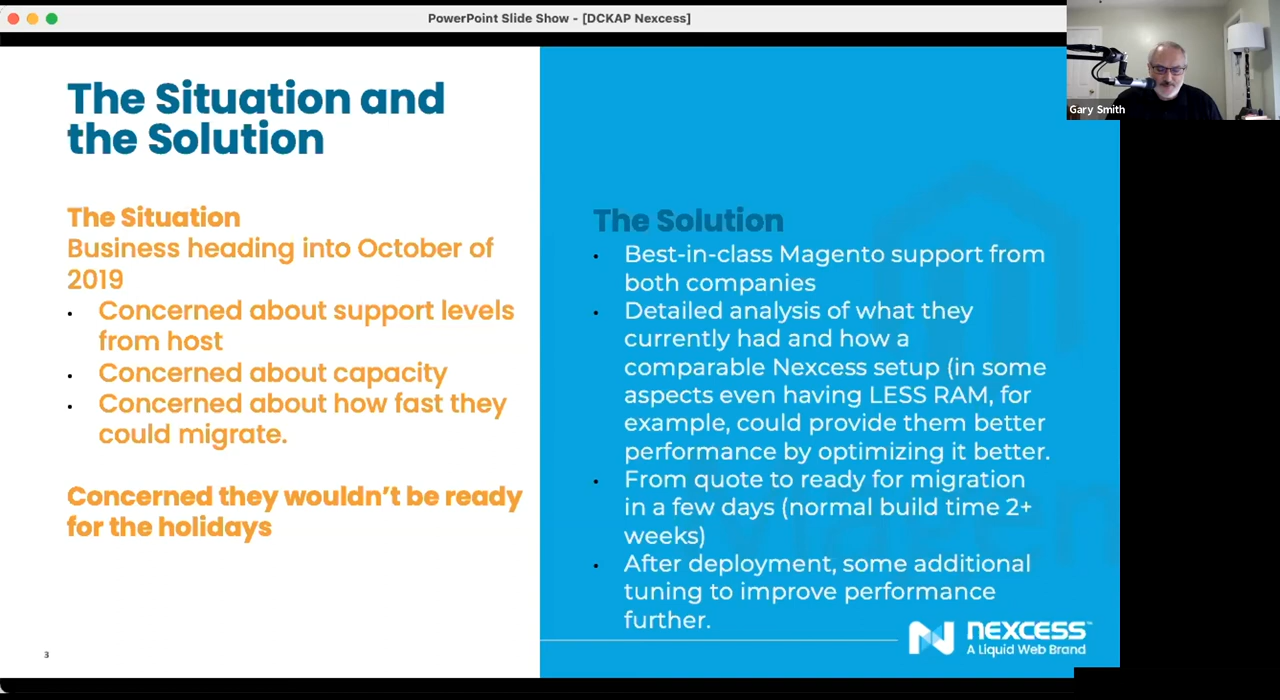 PowerPoint Slide Show - [DCKAP Nexcess]
Gary Smith
The Situation and
the Solution
The Situation
Business heading into October of
2019
• Concerned about support levels
from host
• Concerned about capacity
• Concerned about how fast they
could migrate.
Concerned they wouldn't be ready
for the holidays
3
The Solution
• Best-in-class Magento support from
both companies
• Detailed analysis of what they
currently had and how a
comparable Nexcess setup (in some
aspects even having LESS RAM, for
example, could provide them better
performance by optimizing it better.
• From quote to ready for migration
in a few days (normal build time 2+
weeks)
• After deployment, some additional
tuning to improve performance
further.
NEXCESS™
A Liquid Web Brand